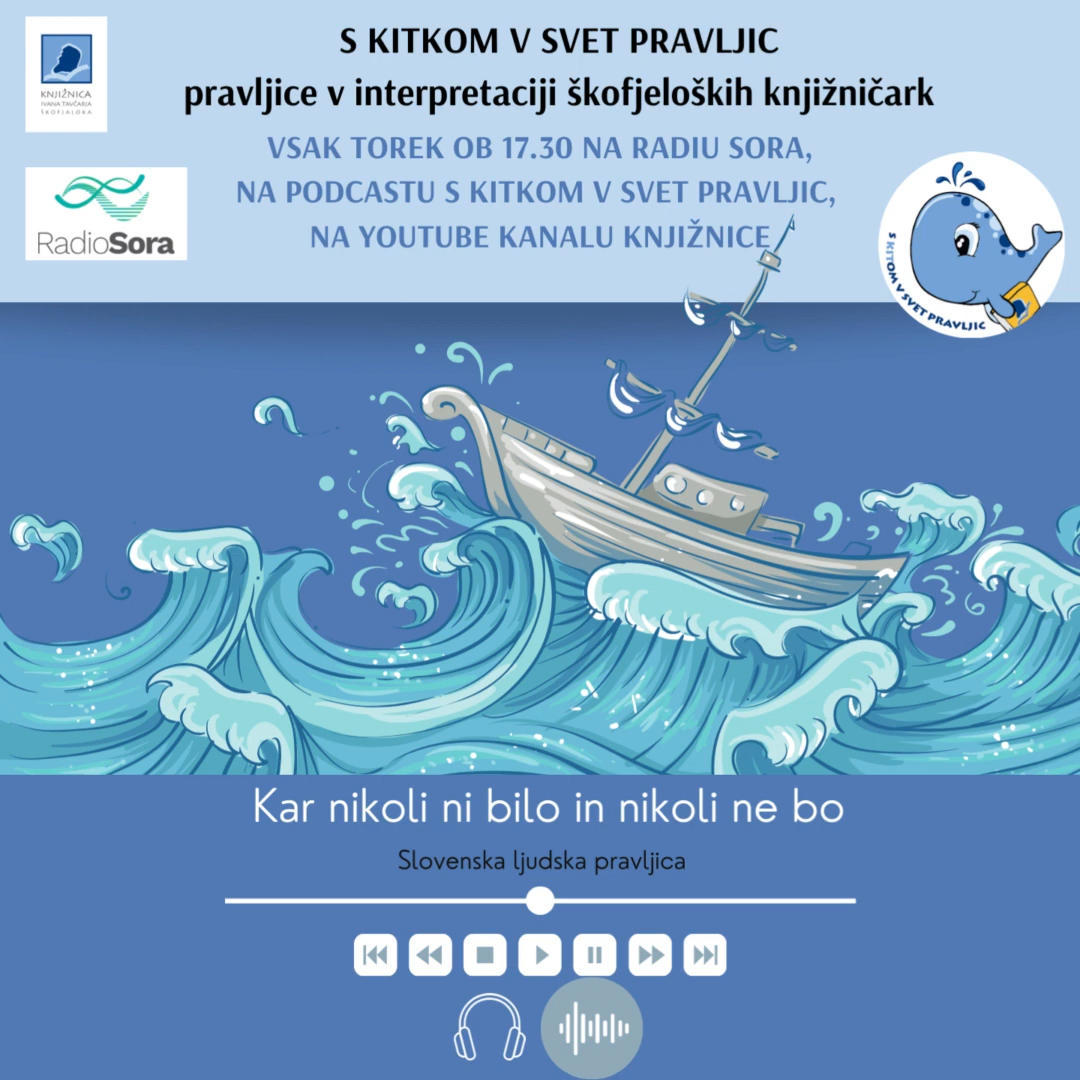 S KITKOM V SVET PRAVLJIC
pravljice v interpretaciji škofjeloških knjižničark
VSAK TOREK OB 17.30 NA RADIU SORA,
NA PODCASTU S KITKOM V SVET PRAVLJIC,
NA YOUTUBE KANALU KNJIŽNICE
KNJIŽNICA
IVANA TAVČARJA
ŠKOFJA LOKA
RadioSora
S KITOM V SVET PRAVLJIC
Kar nikoli ni bilo in nikoli ne bo
Slovenska ljudska pravljica